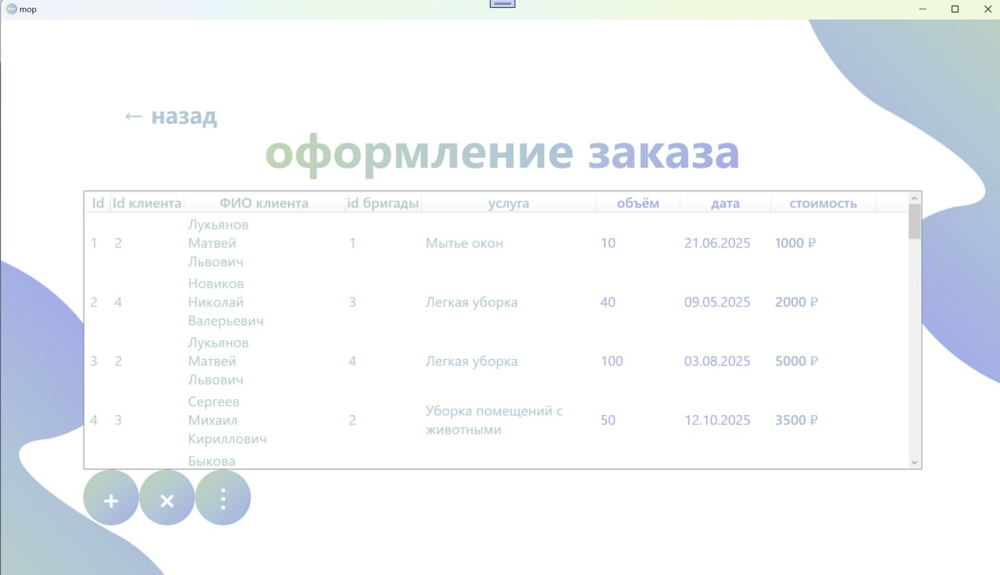 mop
← назад
оформление заказа
Id Id клиента ФИО клиента id бригады услуга объём дата стоимость
Лукьянов
1 2 Матвей 1 Мытье окон 10 21.06.2025 1000 ₽
Львович
Новиков
2 4 Николай 3 Легкая уборка 40 09.05.2025 2000 ₽
Валерьевич
Лукьянов
3 2 Матвей 4 Легкая уборка 100 03.08.2025 5000 ₽
Львович
Сергеев
4 3 Михаил 2 Уборка помещений с животными 50 12.10.2025 3500 ₽
Кириллович
Быкова
+ × ⋮